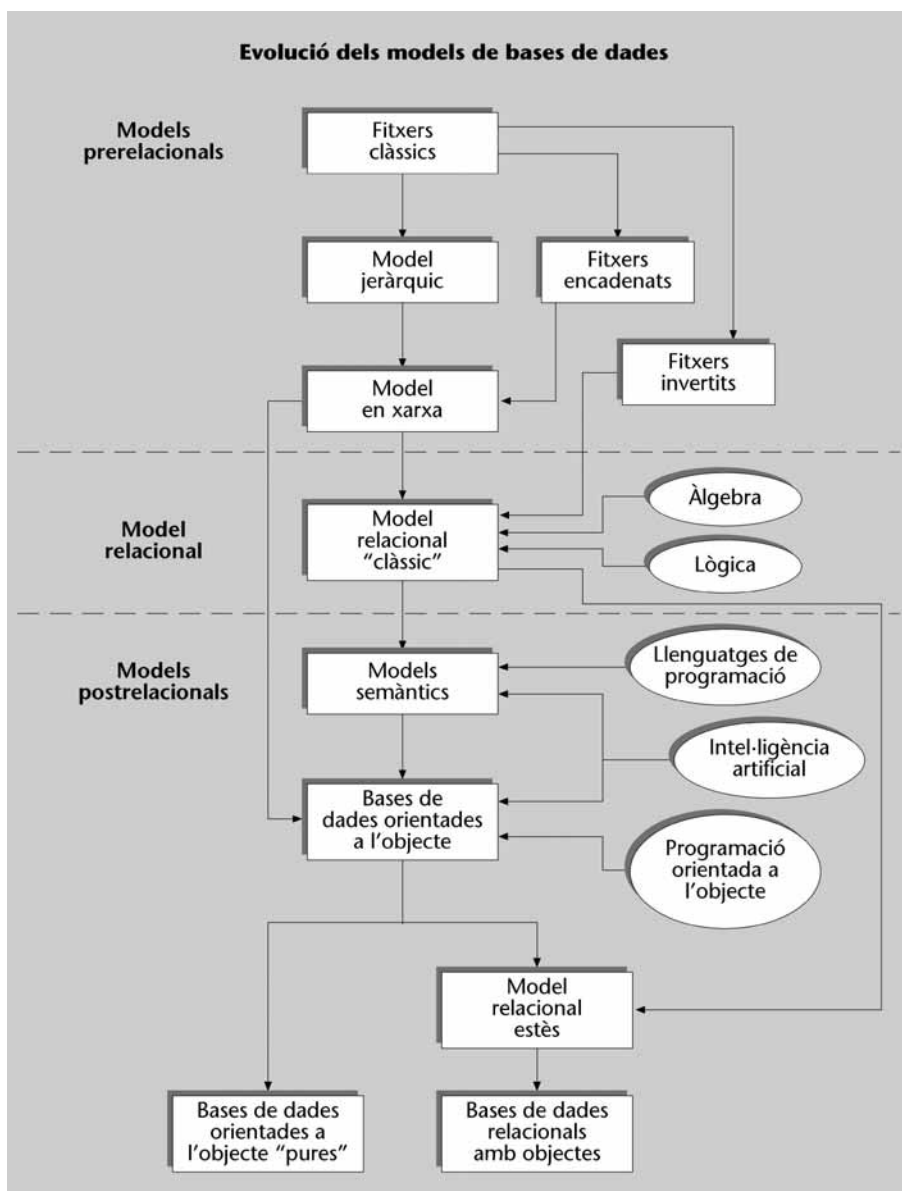 Evolució dels models de bases de dades
Models
prerelacionals
Fitxers
clàssics
Model
jeràrquic
Fitxers
encadenats
Fitxers
invertits
Model
en xarxa
Model
relacional
Model
relacional
“clàssic”
Àlgebra
Lògica
Models
postrelacionals
Models
semàntics
Llenguatges de
programació
Intel·ligència
artificial
Bases de
dades orientades
a l’objecte
Programació
orientada a
l’objecte
Model
relacional
estès
Bases de dades
orientades a
l’objecte “pures”
Bases de dades
relacionals
amb objectes